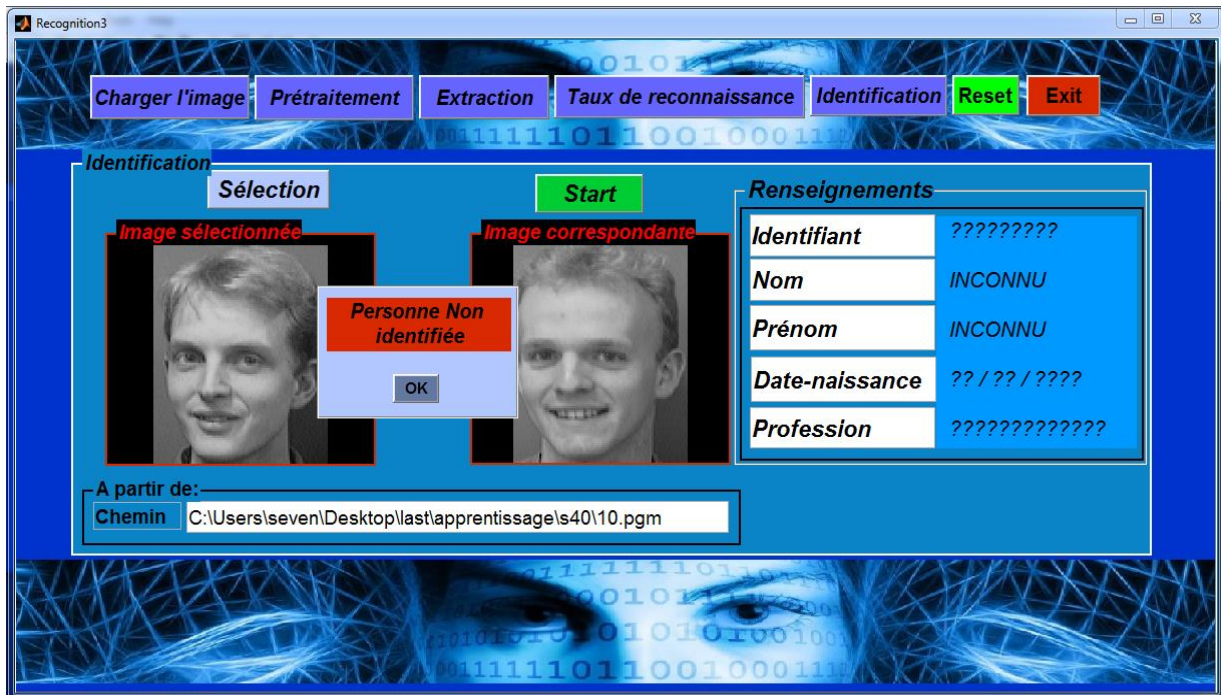 Recognition3
Charger l'image Prétraitement Extraction Taux de reconnaissance Identification Reset Exit
Identification
Sélection Start
Image sélectionnée Image correspondante
Personne Non
identifiée
OK
Renseignements
Identifiant ?????????
Nom INCONNU
Prénom INCONNU
Date-naissance ?? / ?? / ????
Profession ?????????????
A partir de:
Chemin C:\Users\seven\Desktop\last\apprentissage\s40\10.pgm